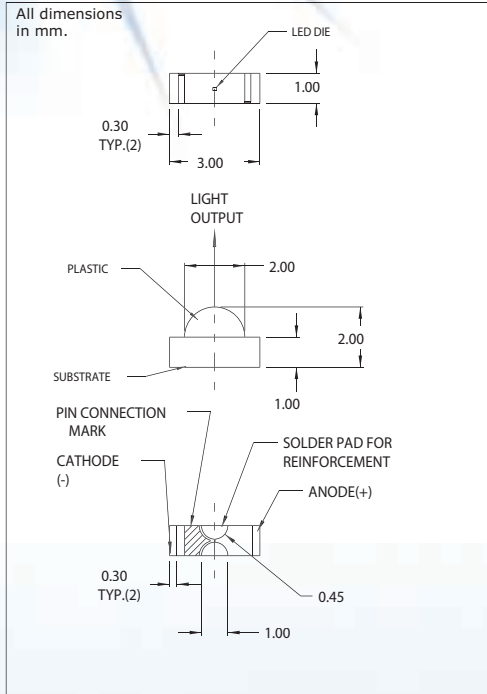 All dimensions
in mm.
LED DIE
1.00
0.30
TYP.(2)
3.00
LIGHT
OUTPUT
PLASTIC
2.00
2.00
SUBSTRATE
1.00
PIN CONNECTION
MARK
SOLDER PAD FOR
REINFORCEMENT
CATHODE
(-)
ANODE(+)
0.30
TYP.(2)
0.45
1.00